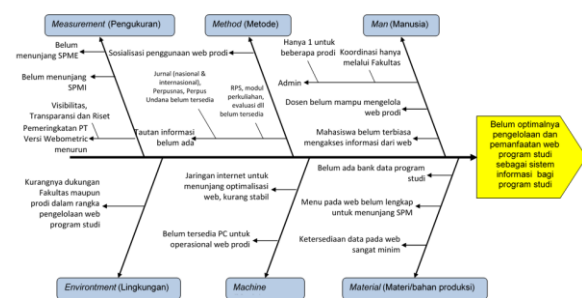 Measurement (Pengukuran)
Method (Metode)
Man (Manusia)
Belum
menunjang SPME
Belum menunjang
SPMI
Visibilitas,
Transparansi dan Riset
Pemeringkatan PT
Versi Webometric
menurun
Sosialisasi penggunaan web prodi
Jurnal (nasional &
internasional),
Perpusnas, Perpus
Undana belum tersedia
RPS, modul
perkuliahan,
evaluasi dll
belum tersedia
Tautan informasi
belum ada
Hanya 1 untuk
beberapa prodi
Koordinasi hanya
melalui Fakultas
Admin
Dosen belum mampu mengelola
web prodi
Mahasiswa belum terbiasa
mengakses informasi dari web
Belum optimalnya
pengelolaan dan
pemanfaatan web
program studi
sebagai sistem
informasi bagi
program studi
Kurangnya dukungan
Fakultas maupun
prodi dalam rangka
pengelolaan web
program studi
Jaringan internet untuk
menunjang optimalisasi
web, kurang stabil
Belum tersedia PC untuk
operasional web prodi
Belum ada bank data program
studi
Menu pada web belum lengkap
untuk menunjang SPM
Ketersediaan data pada web
sangat minim
Environtment (Lingkungan)
Machine
Material (Materi/bahan produksi)